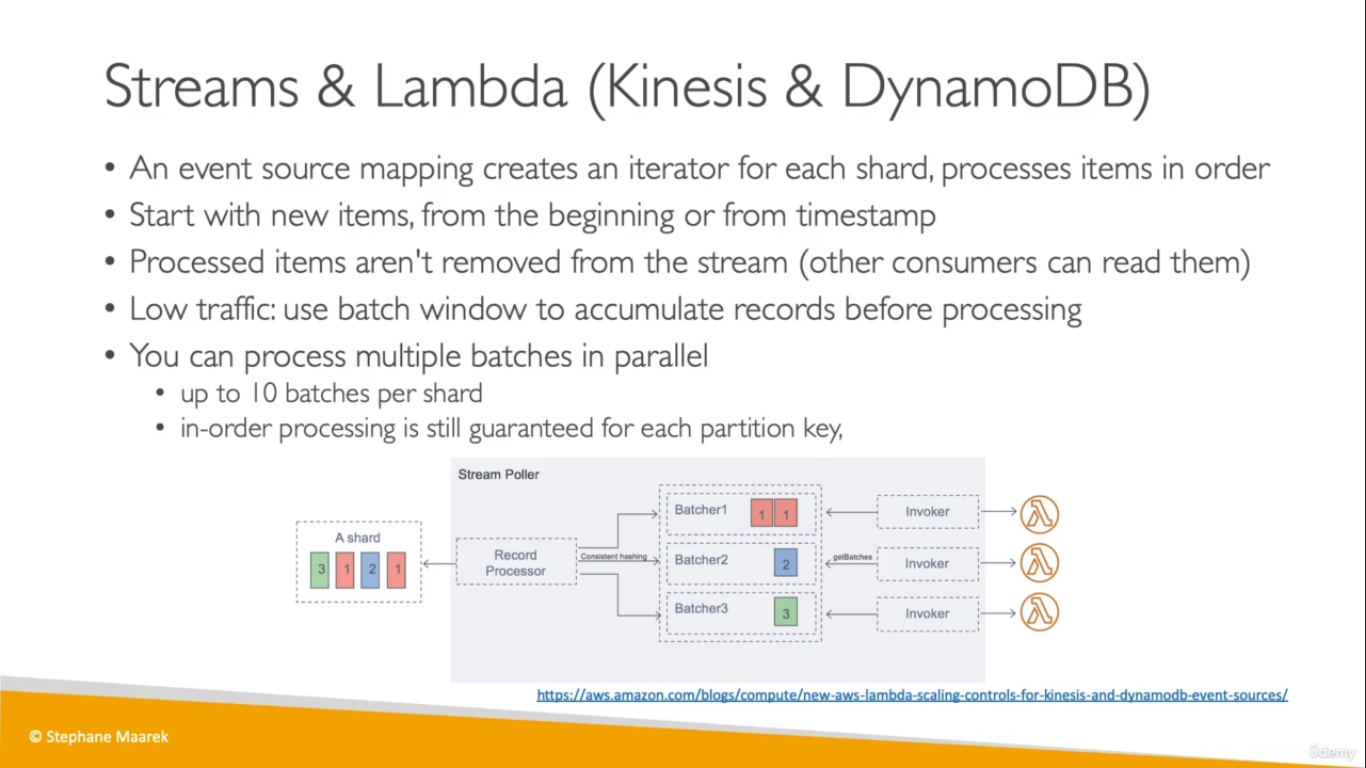 Streams & Lambda (Kinesis & DynamoDB)
• An event source mapping creates an iterator for each shard, processes items in order
• Start with new items, from the beginning or from timestamp
• Processed items aren't removed from the stream (other consumers can read them)
• Low traffic: use batch window to accumulate records before processing
• You can process multiple batches in parallel
• up to 10 batches per shard
• in-order processing is still guaranteed for each partition key,
Stream Poller
A shard
3 1 2 1
Record
Processor
Consistent hashing
Batcher1
1 1
Batcher2
2
Batcher3
3
getBatches
Invoker
Invoker
Invoker
https://aws.amazon.com/blogs/compute/new-aws-lambda-scaling-controls-for-kinesis-and-dynamodb-event-sources/
© Stephane Maarek
ûdemy